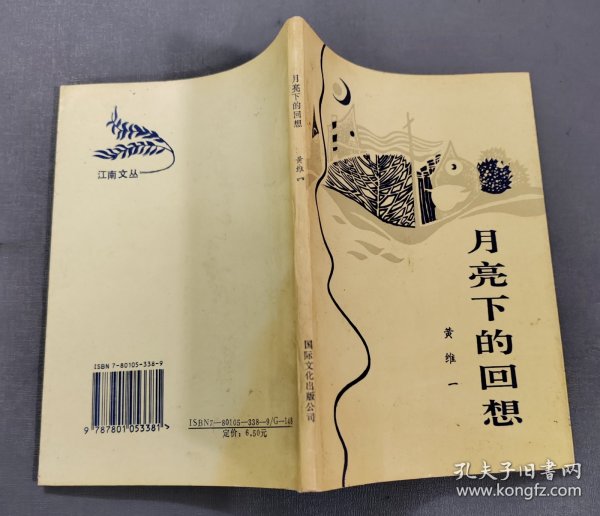 江南文丛
ISBN 7-80105-338-9
9 787801 053381 >
ISBN7—80105—338—9/G—148
定价：6.50元
月亮下的回想
黄维一
国际文化出版公司
月亮下的回想
黄维一
孔夫子旧书网
www.kongfz.com